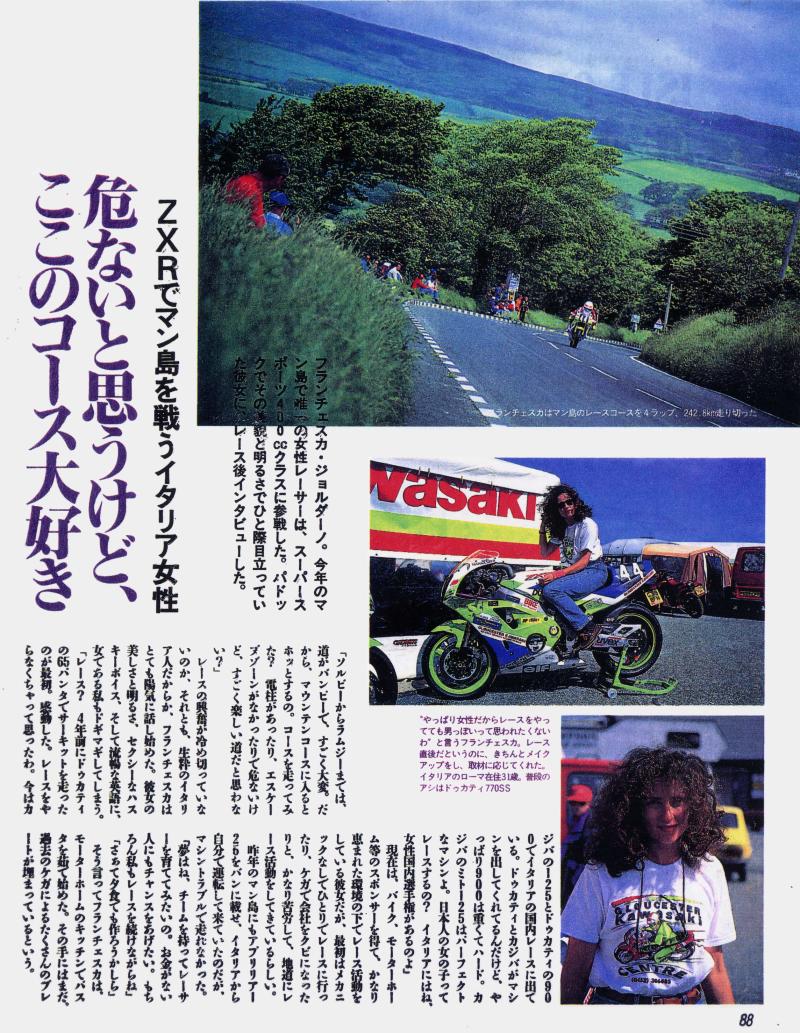 危ないと思うけど、
ここのコース大好き
ZXRでマン島を戦うイタリア女性
フランチェスカ・ジョルダーノ。今年のマ
ン島で唯一の女性レーサーは、スーパース
ポーツ400ccクラスに参戦した。パドッ
クでその美貌と明るさでひと際目立ってい
た彼女に、レース後インタビューした。
フランチェスカはマン島のレースコースを4ラップ、242.8km走り切った
wasaki
44
elf
"やっぱり女性だからレースをやっ
てても男っぽいって思われたくない
わ"と言うフランチェスカ。レース
直後だというのに、きちんとメイク
アップをし、取材に応じてくれた。
イタリアのローマ在住31歳。普段の
アシはドゥカティ770SS
GLOUCESTER
KAWASAKI
CENTRE
「ソルビーからラムジーまでは、
道がバンピーで、すごく大変。だ
から、マウンテンコースに入ると
ホッとするの。コースを走ってみ
た？　電柱があったり、エスケー
プゾーンがなかったりで危ないけ
ど、すごく楽しい道だと思わな
い？」
レースの興奮が冷め切っていな
いのか、それとも、生粋のイタリ
ア人だからか、フランチェスカは
とても陽気に話し始めた。彼女の
美しさと明るさ、セクシーなハス
キーボイス、そして流暢な英語に、
女である私もドギマギしてしまう。
「レース？　4年前にドゥカティ
の65パンタでサーキットを走った
のが最初。感動した。レースをや
らなくちゃって思ったわ。今はカ
ジバの125とドゥカティの90
0でイタリアの国内レースに出て
いる。ドゥカティとカジバがマシ
ンを出してくれてるんだけど、や
っぱり900は重くてハード。カ
ジバのミト125はパーフェクト
なマシンよ。日本人の女の子って
レースするの？　イタリアにはね、
女性国内選手権があるのよ」
現在は、バイク、モーターホー
ム等のスポンサーを得て、かなり
恵まれた環境の下でレース活動を
している彼女だが、最初はメカニ
ックなしでひとりでレースに行っ
たり、ケガで会社をクビになった
りと、かなり苦労して、地道にレ
ース活動をしてきているらしい。
昨年のマン島にもアプリリア1
25をバンに載せ、イタリアから
自分で運転して来ていたのだが、
マシントラブルで走れなかった。
「夢はね、チームを持ってレーサ
ーを育ててみたいの。お金がない
人にもチャンスをあげたい。もち
ろん私もレースを続けながらね」
「さぁて夕食でも作ろうかしら」
そう言ってフランチェスカは、
モーターホームのキッチンでパス
タを茹で始めた。その手にはまだ、
過去のケガによるたくさんのプレ
ートが埋まっているという。
88